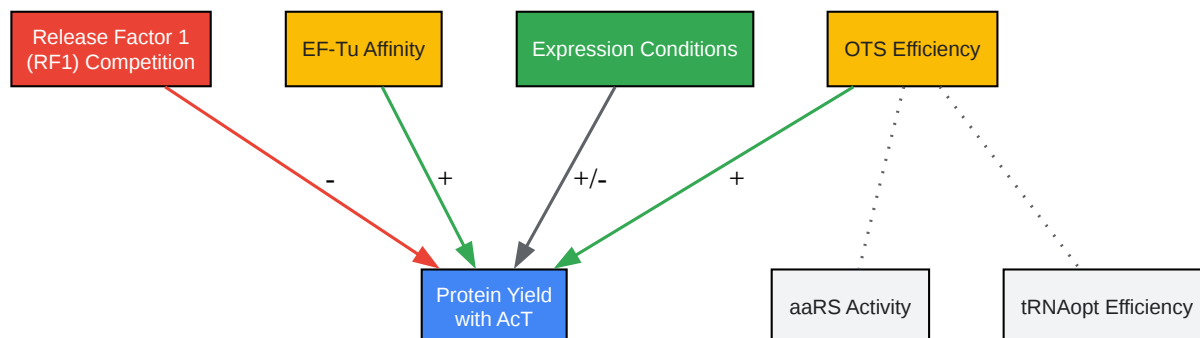 Release Factor 1
(RF1) Competition
EF-Tu Affinity
Expression Conditions
OTS Efficiency
-
+
+/-
+
Protein Yield
with AcT
aaRS Activity
tRNAopt Efficiency